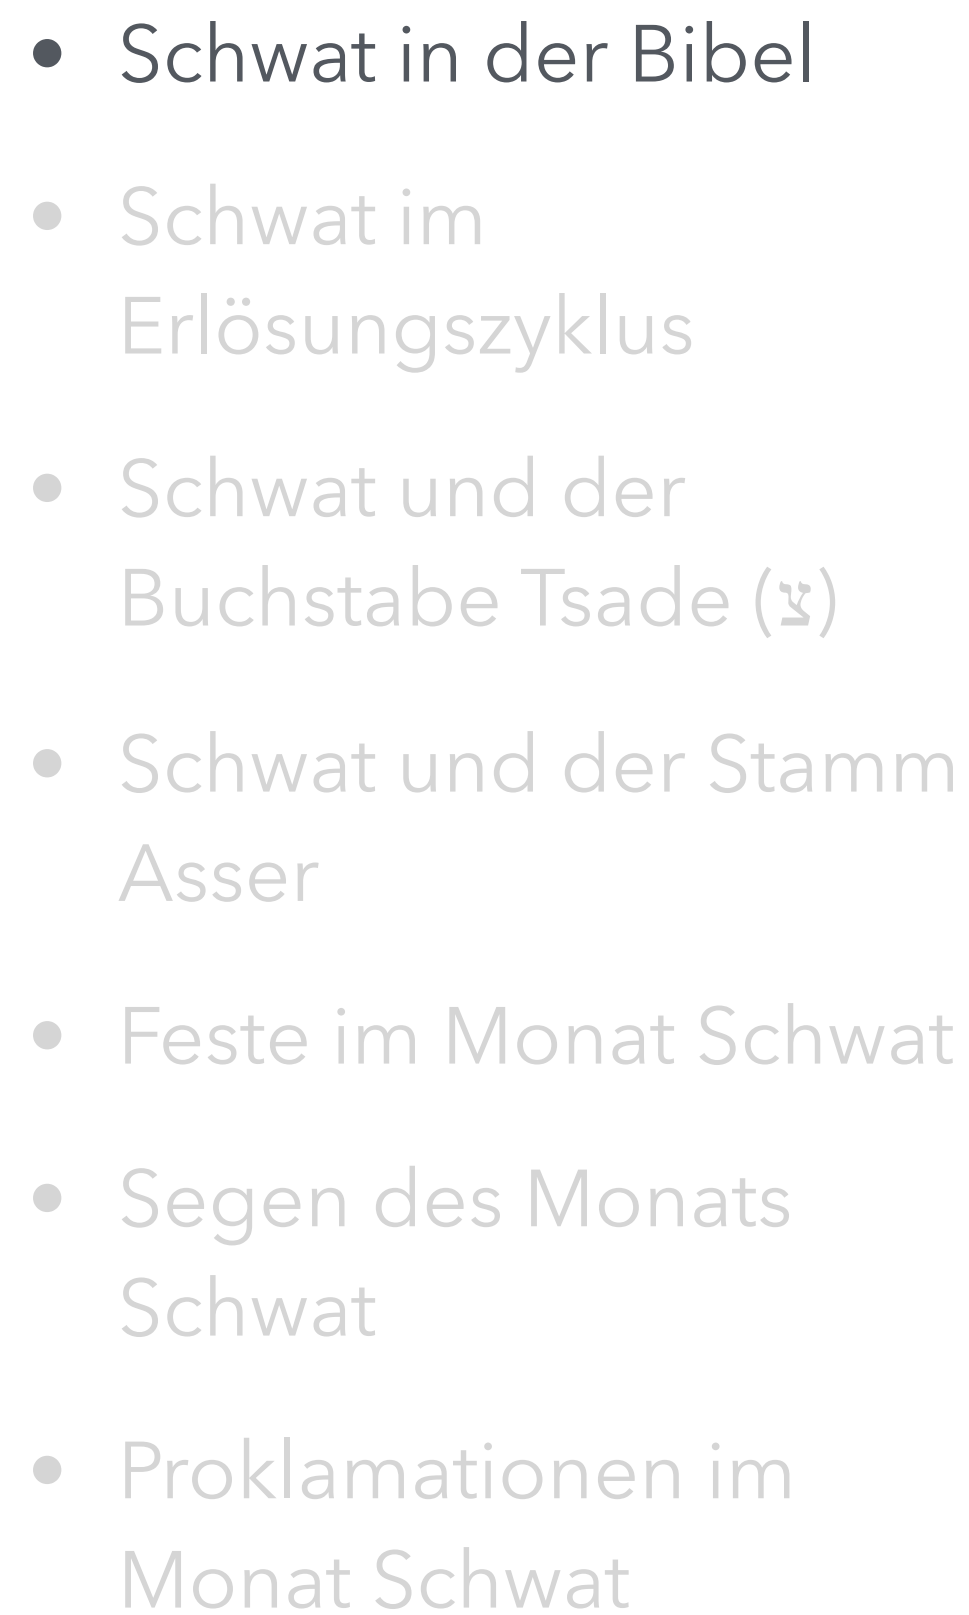 • Schwat in der Bibel
• Schwat im
Erlösungszyklus
• Schwat und der
Buchstabe Tsade (צ)
• Schwat und der Stamm
Asser
• Feste im Monat Schwat
• Segen des Monats
Schwat
• Proklamationen im
Monat Schwat